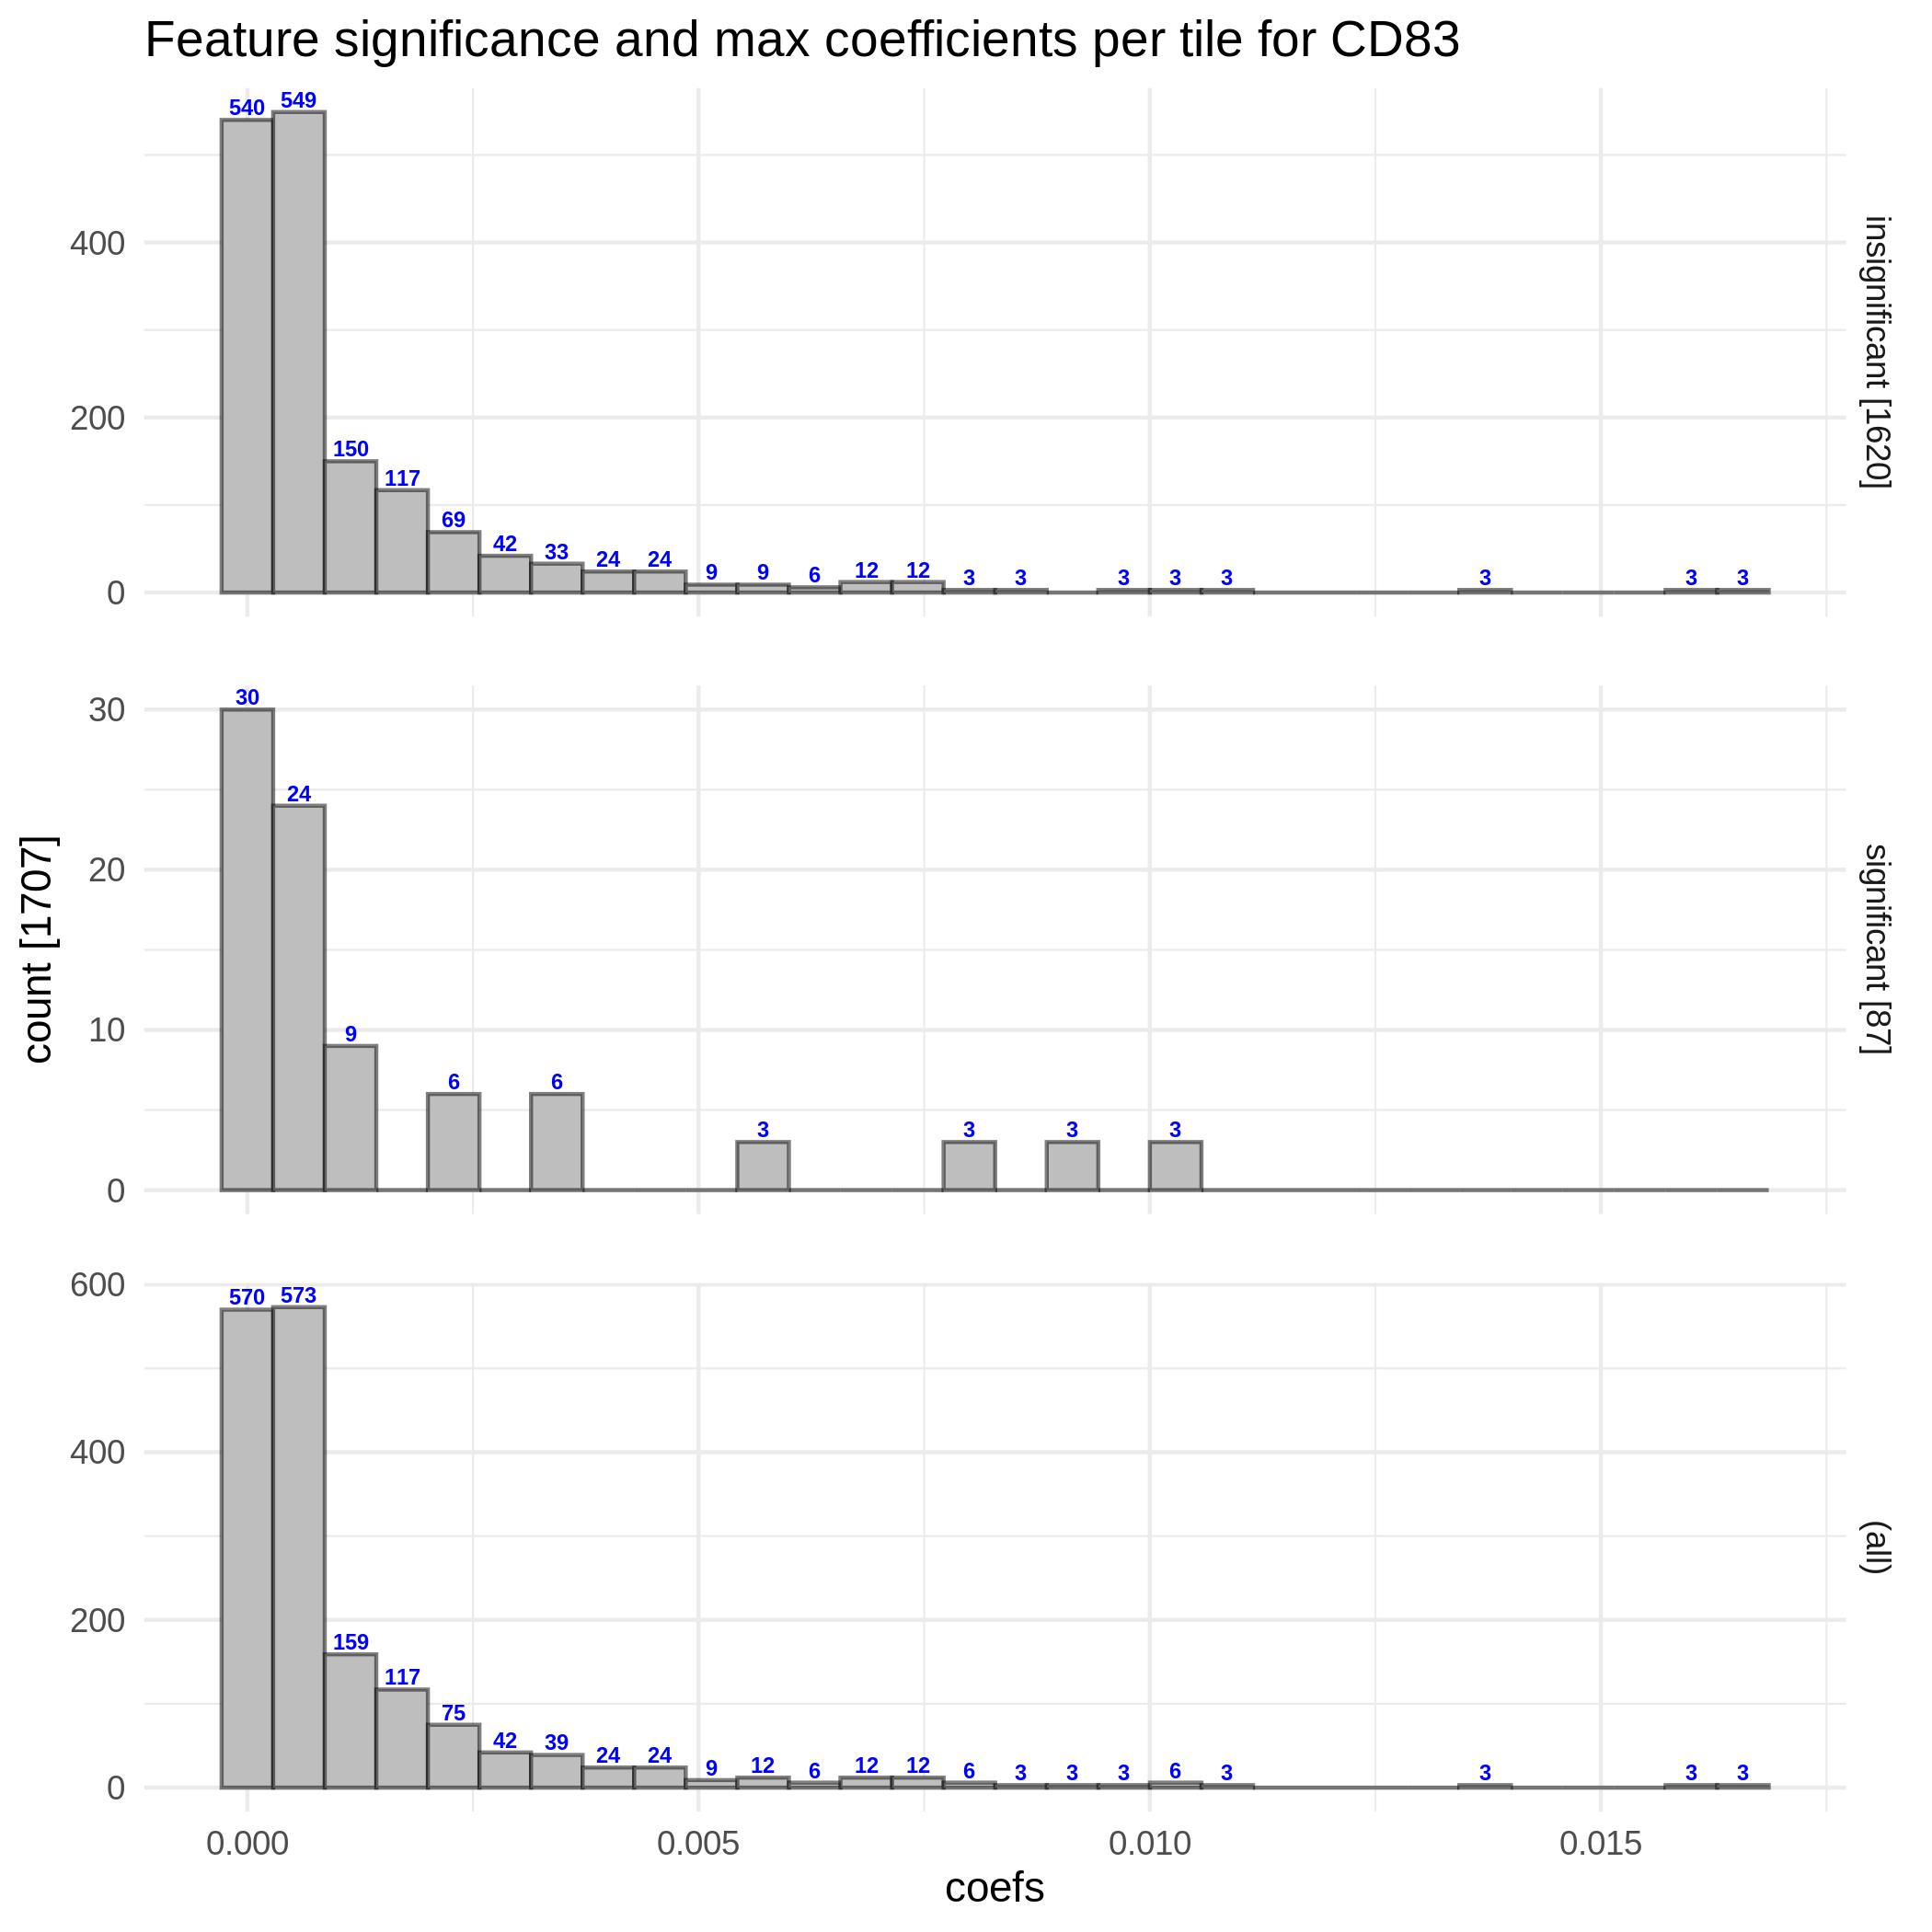 Feature significance and max coefficients per tile for CD83
540 549 150 117 69 42 33 24 24 9 9 6 12 12 3 3 3 3 3 3 3 3
400
200
0
insignificant [1620]
30 24 9 6 6 3 3 3 3
30
20
10
0
significant [87]
count [1707]
570 573 159 117 75 42 39 24 24 9 12 6 12 12 6 3 3 3 6 3 3 3 3
600
400
200
0
(all)
0.000 0.005 0.010 0.015
coefs